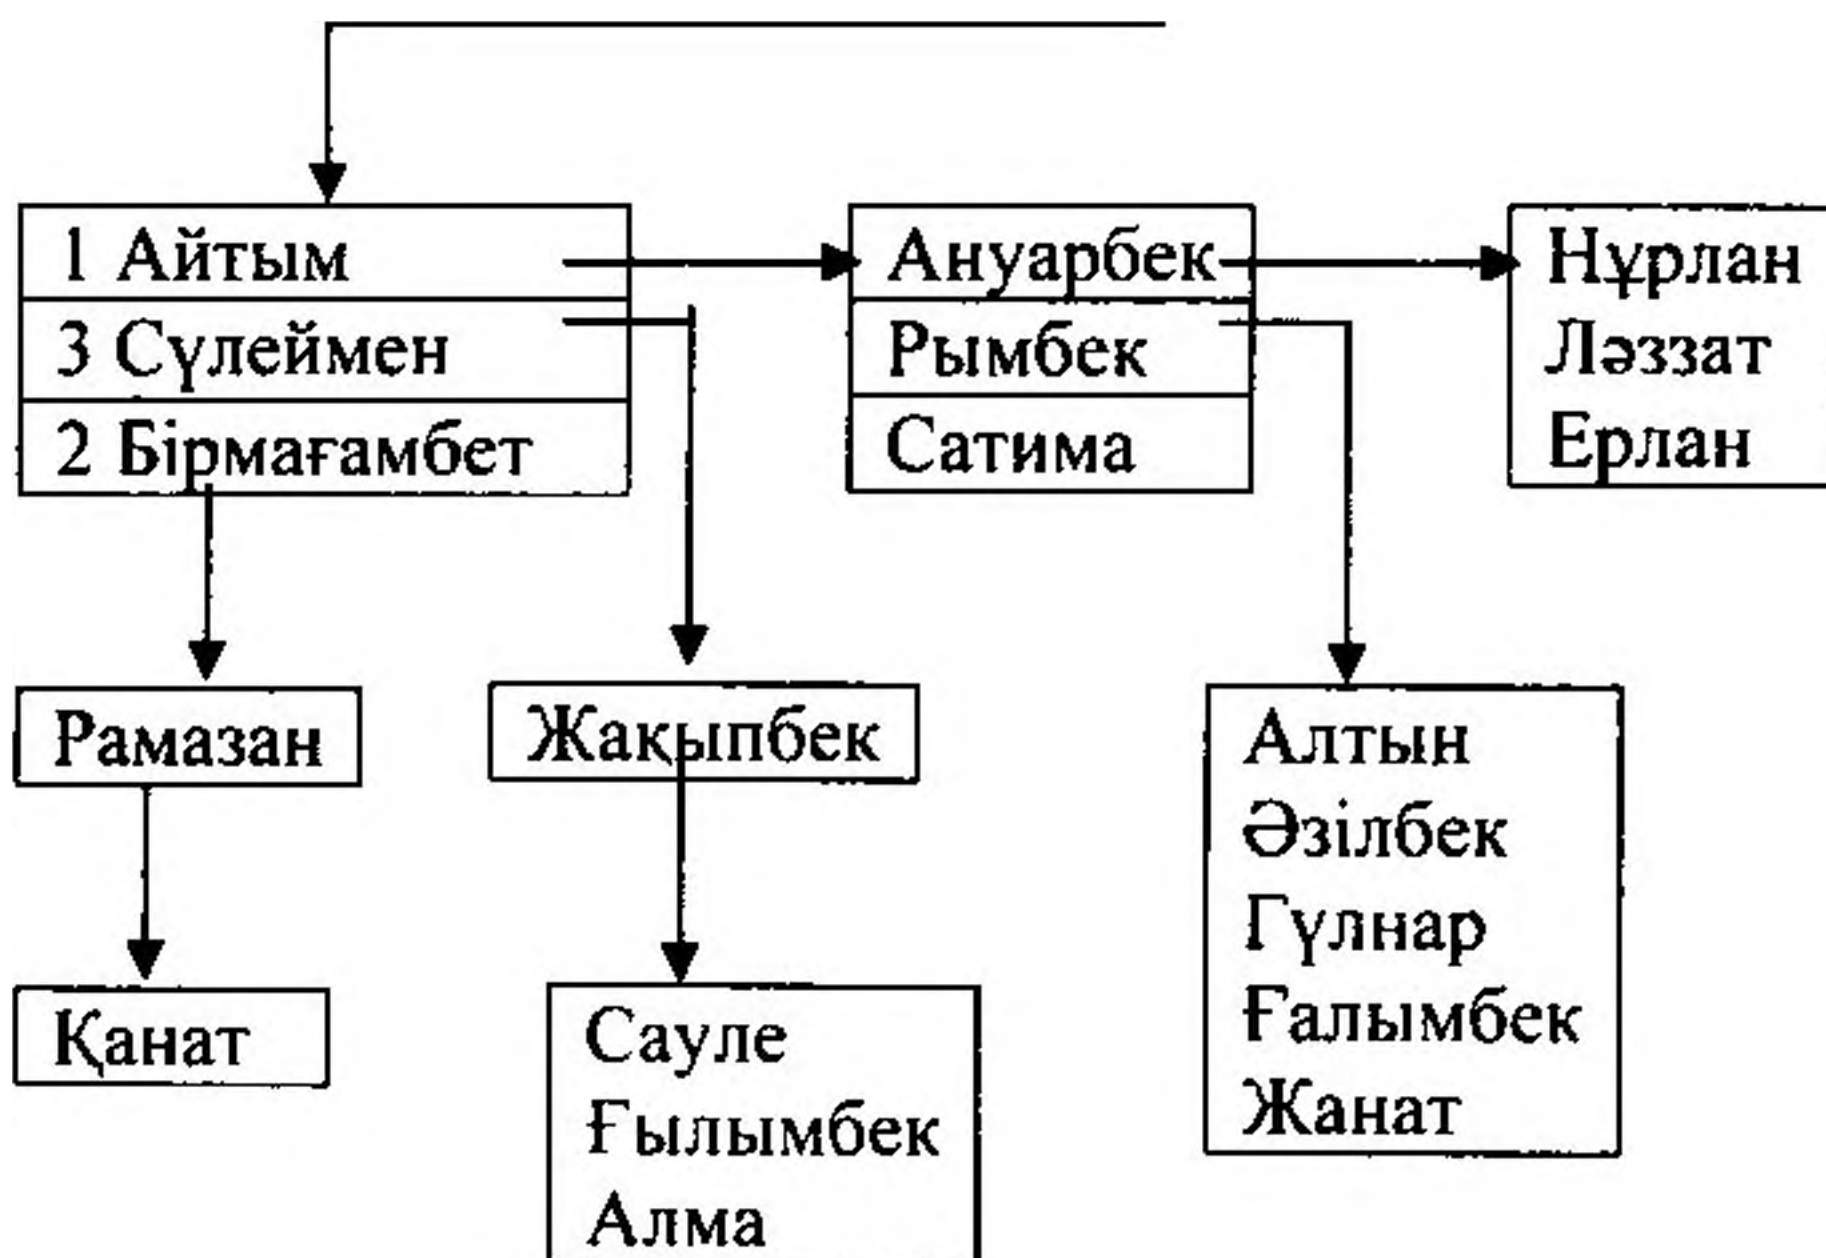 1 Айтым
3 Сүлеймен
2 Бірмағамбет
Ануарбек
Рымбек
Сатима
Нұрлан
Ләззат
Ерлан
Рамазан
Жақыпбек
Алтын
Әзілбек
Гүлнар
Ғалымбек
Жанат
Қанат
Сауле
Ғылымбек
Алма